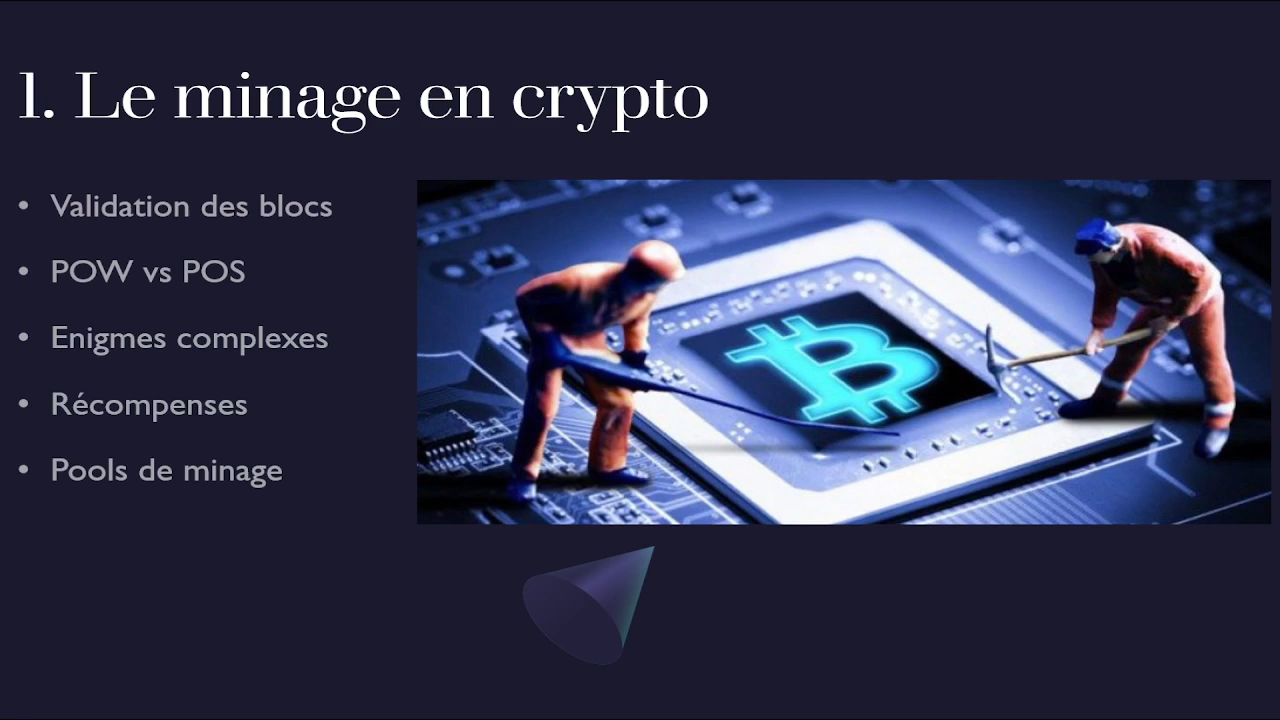 1. Le minage en crypto
• Validation des blocs
• POW vs POS
• Enigmes complexes
• Récompenses
• Pools de minage